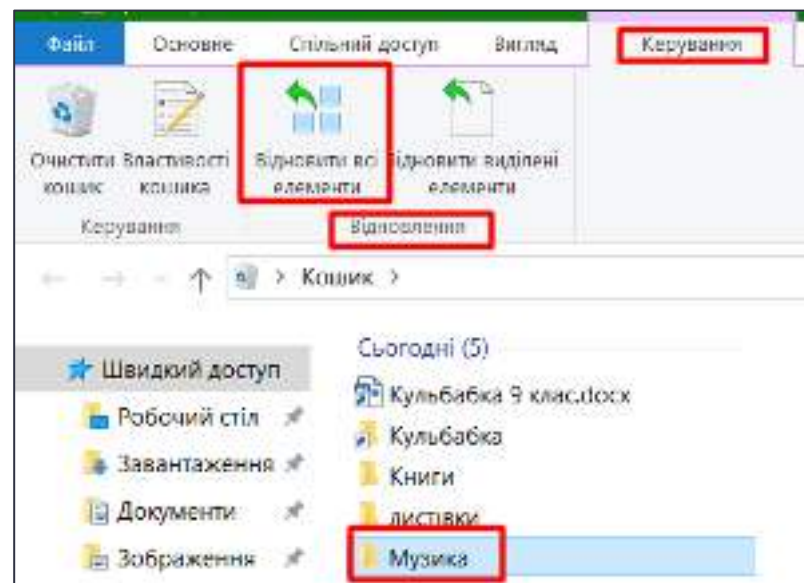 Файл Основне Спільний доступ Вигляд Керування
Очистити кошик
Властивості кошика
Відновити всі елементи
Відновити виділені елементи
Керування
Відновлення
Кошик
Сьогодні (5)
Швидкий доступ
Кульбабка 9 клас.docx
Робочий стіл
Кульбабка
Завантаження
Книги
Документи
листівки
Зображення
Музика